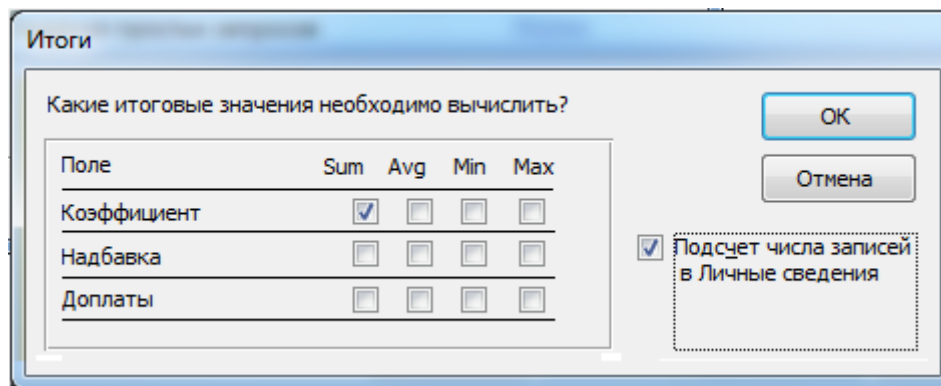 Итоги
Какие итоговые значения необходимо вычислить?
OK
Поле Sum Avg Min Max
Отмена
Коэффициент
Надбавка
Подсчет числа записей
в Личные сведения
Доплаты